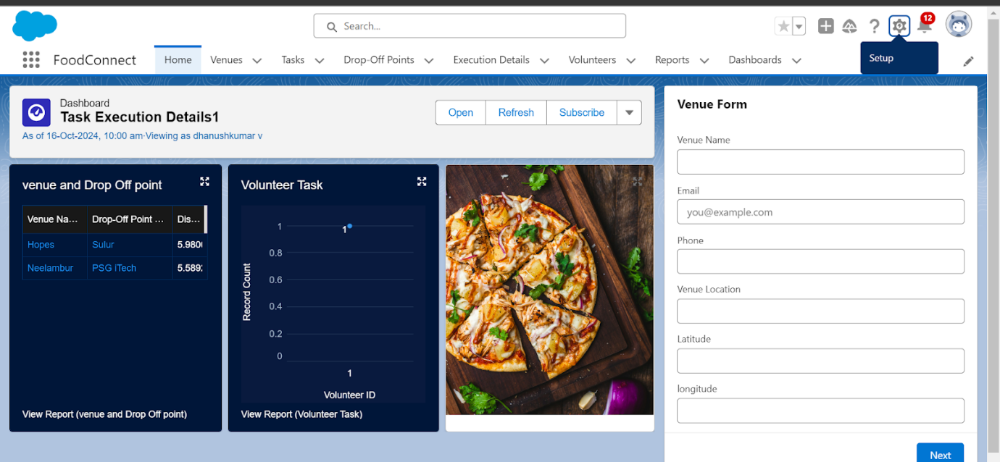 Search...
12
FoodConnect
Home
Venues
Tasks
Drop-Off Points
Execution Details
Volunteers
Reports
Dashboards
Setup
Dashboard
Task Execution Details1
As of 16-Oct-2024, 10:00 am·Viewing as dhanushkumar v
Open
Refresh
Subscribe
venue and Drop Off point
Venue Na... Drop-Off Point ... Dis...
Hopes Sulur 5.980
Neelambur PSG iTech 5.589
View Report (venue and Drop Off point)
Volunteer Task
Record Count
1
0.8
0.6
0.4
0.2
0
1
1
Volunteer ID
View Report (Volunteer Task)
Venue Form
Venue Name
Email
you@example.com
Phone
Venue Location
Latitude
longitude
Next